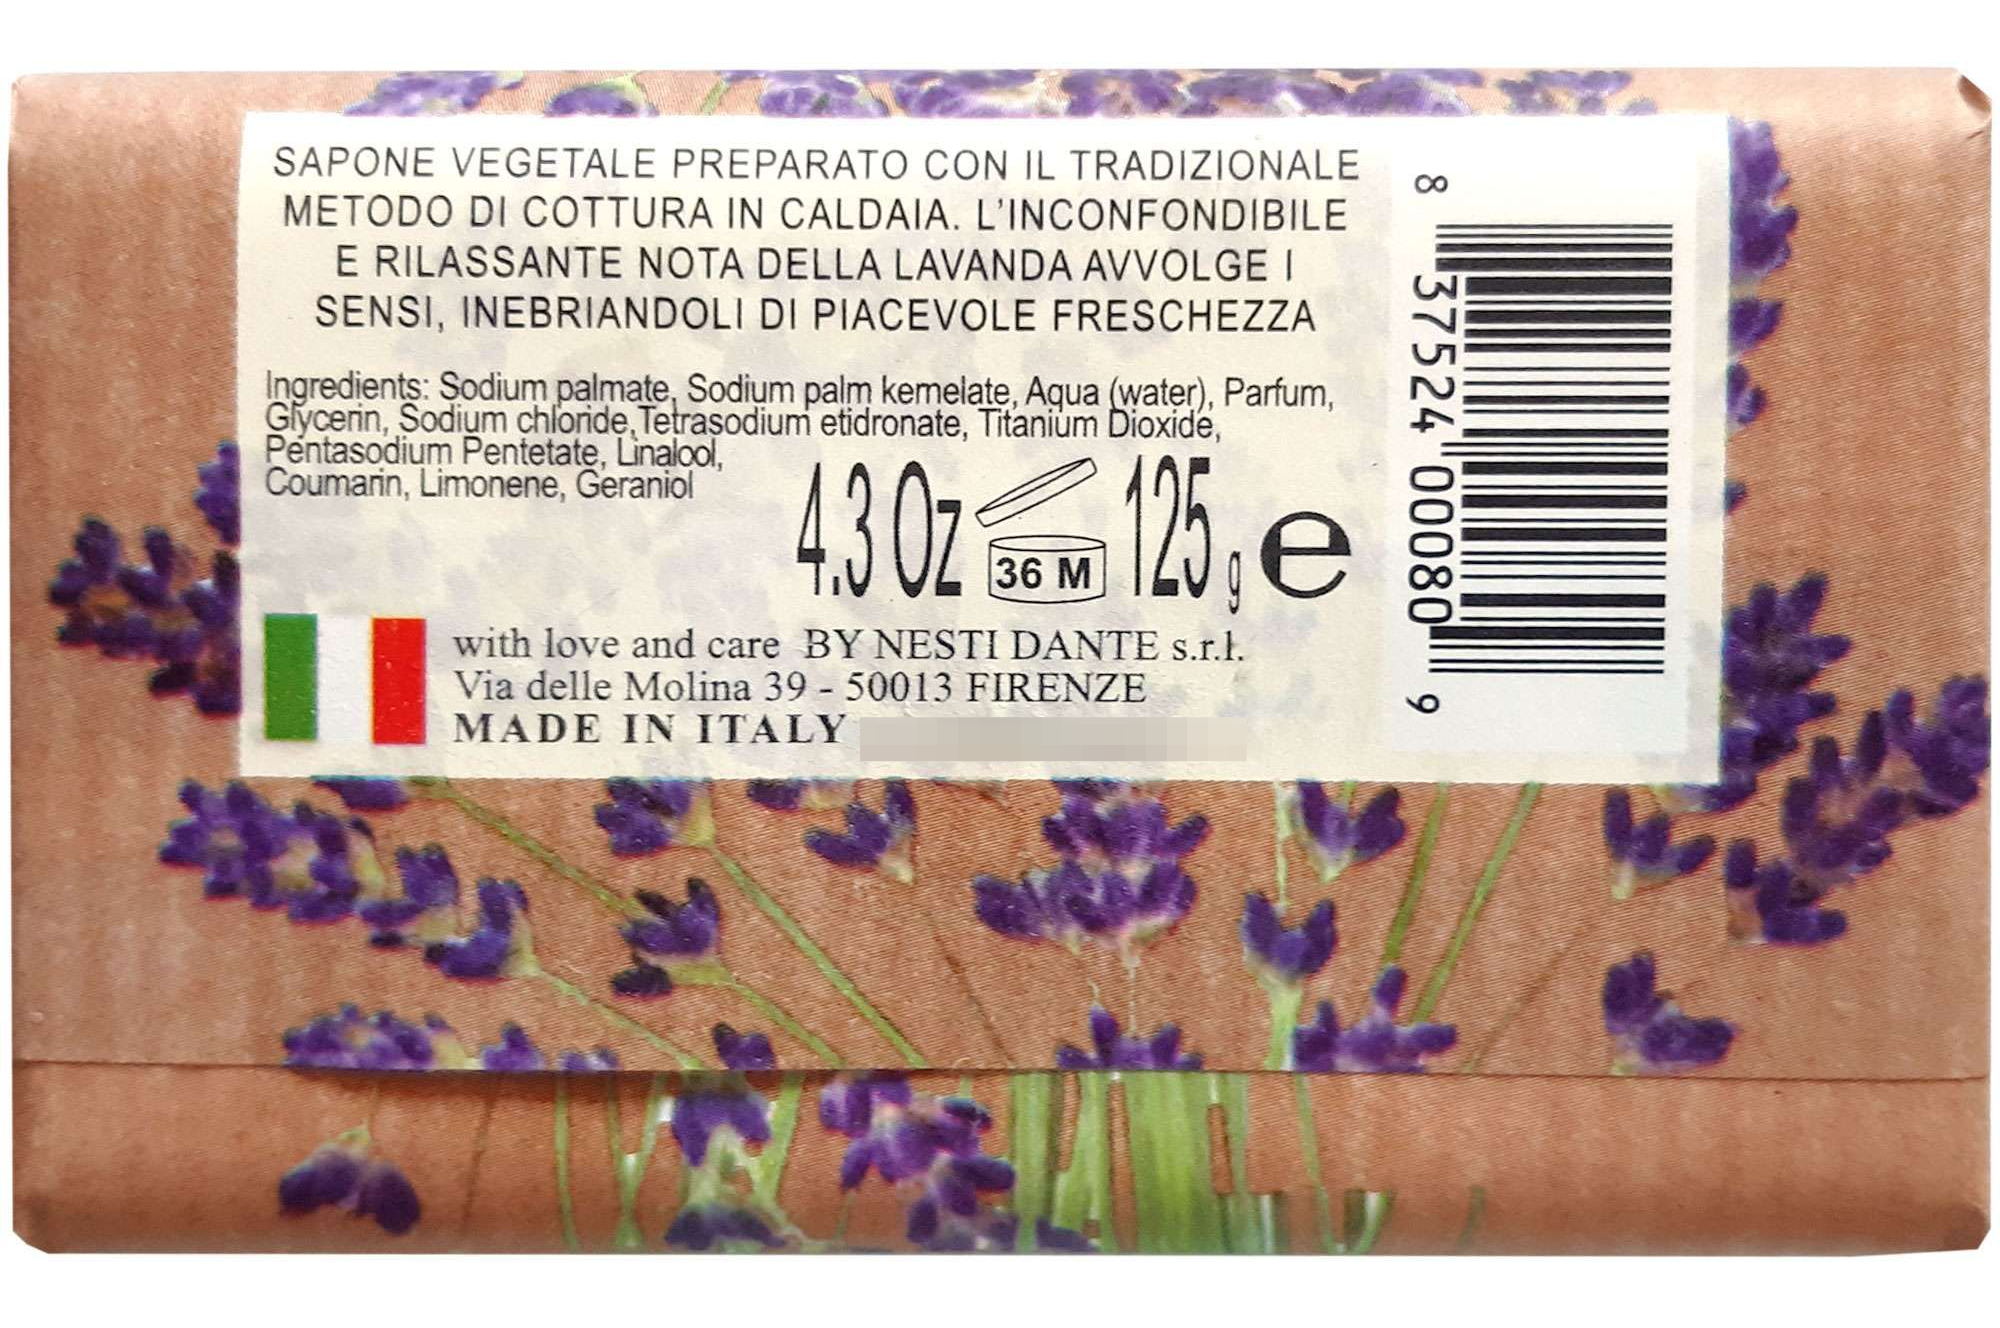 SAPONE VEGETALE PREPARATO CON IL TRADIZIONALE
METODO DI COTTURA IN CALDAIA. L'INCONFONDIBILE
E RILASSANTE NOTA DELLA LAVANDA AVVOLGE I
SENSI, INEBRIANDOLI DI PIACEVOLE FRESCHEZZA
Ingredients: Sodium palmate, Sodium palm kernelate, Aqua (water), Parfum,
Glycerin, Sodium chloride, Tetrasodium etidronate, Titanium Dioxide,
Pentasodium Pentetate, Linalool,
Coumarin, Limonene, Geraniol
4.3 Oz 36 M 125 g e
with love and care BY NESTI DANTE s.r.l.
Via delle Molina 39 - 50013 FIRENZE
MADE IN ITALY
8 37524 00080 9